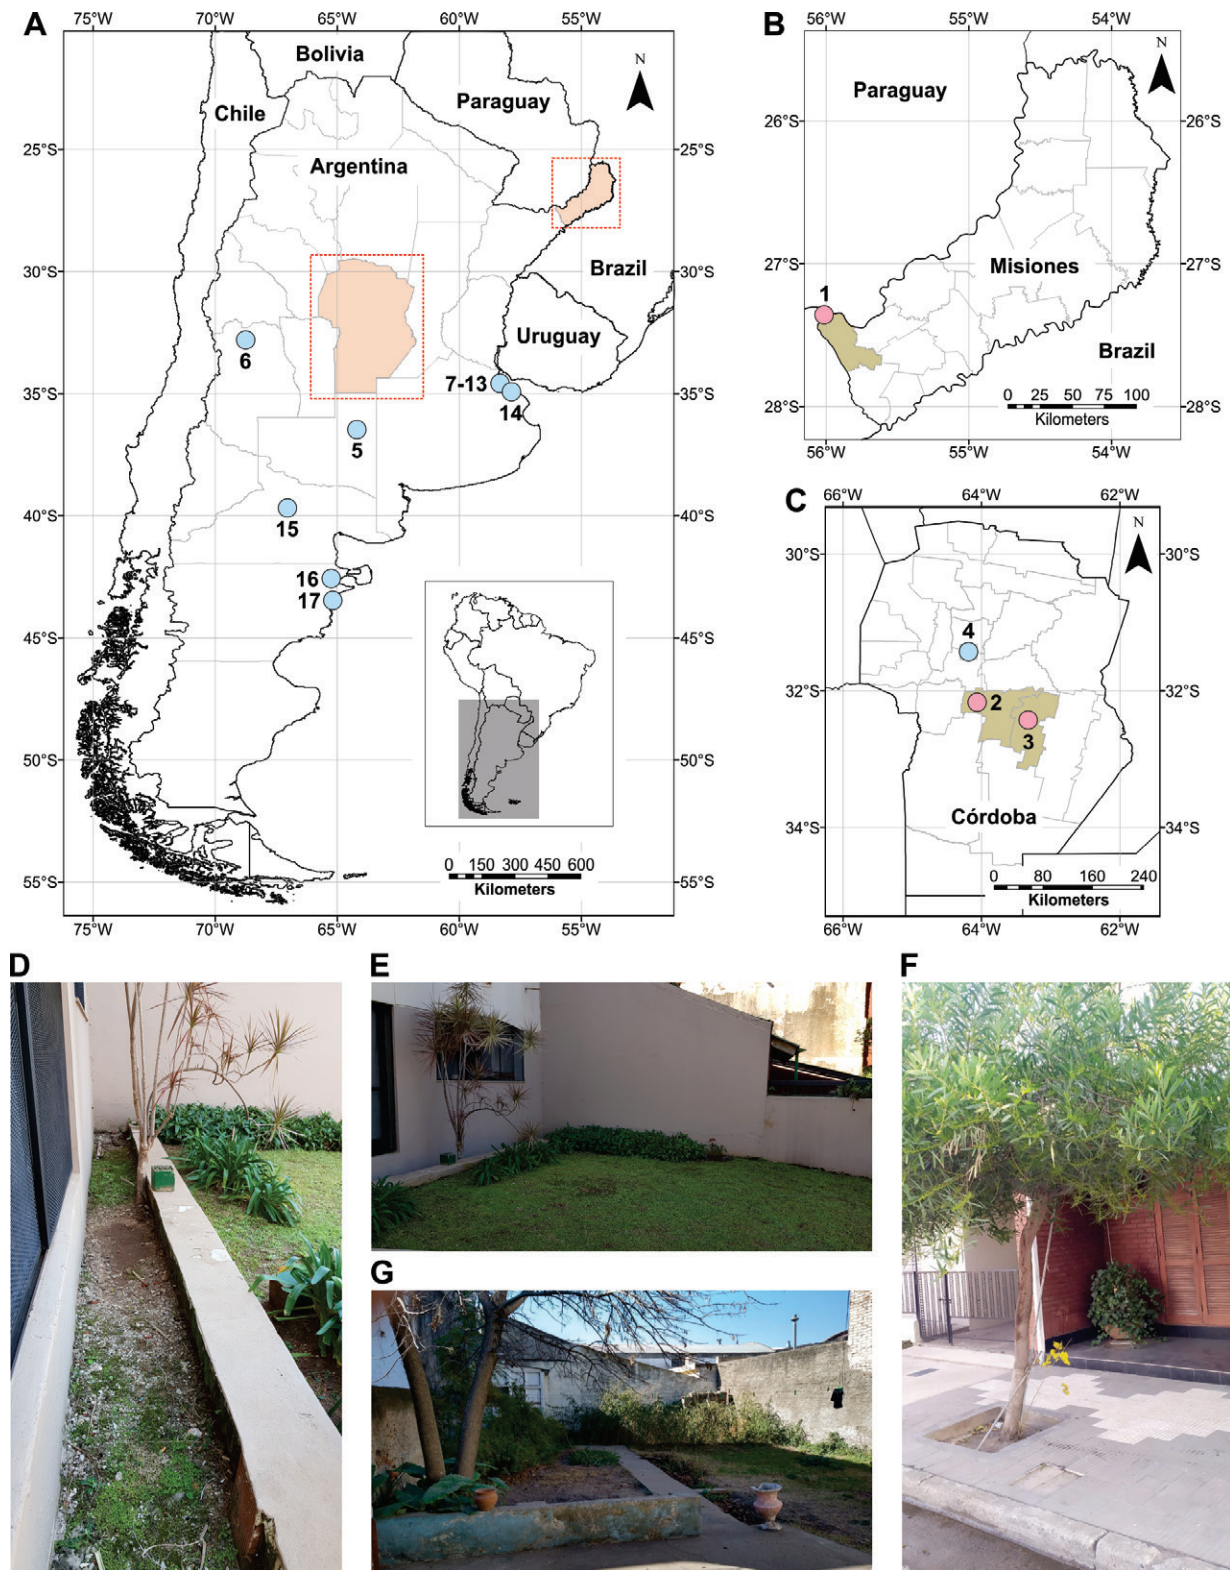 A
75°W 70°W 65°W 60°W 55°W
Bolivia
N
Paraguay
Chile
25°S
Argentina
25°S
30°S
Brazil
30°S
Uruguay
6
7-13
35°S
35°S
14
5
40°S
15
40°S
16
17
45°S
45°S
50°S
50°S
0 150 300 450 600
Kilometers
55°S
55°S
75°W 70°W 65°W 60°W 55°W
B
56°W 55°W 54°W
N
Paraguay
26°S
26°S
27°S
Misiones
27°S
1
Brazil
0 25 50 75 100
Kilometers
28°S
28°S
56°W 55°W 54°W
C
66°W 64°W 62°W
N
30°S
30°S
4
32°S
32°S
2
3
Córdoba
34°S
34°S
0 80 160 240
Kilometers
66°W 64°W 62°W
D
E
F
G